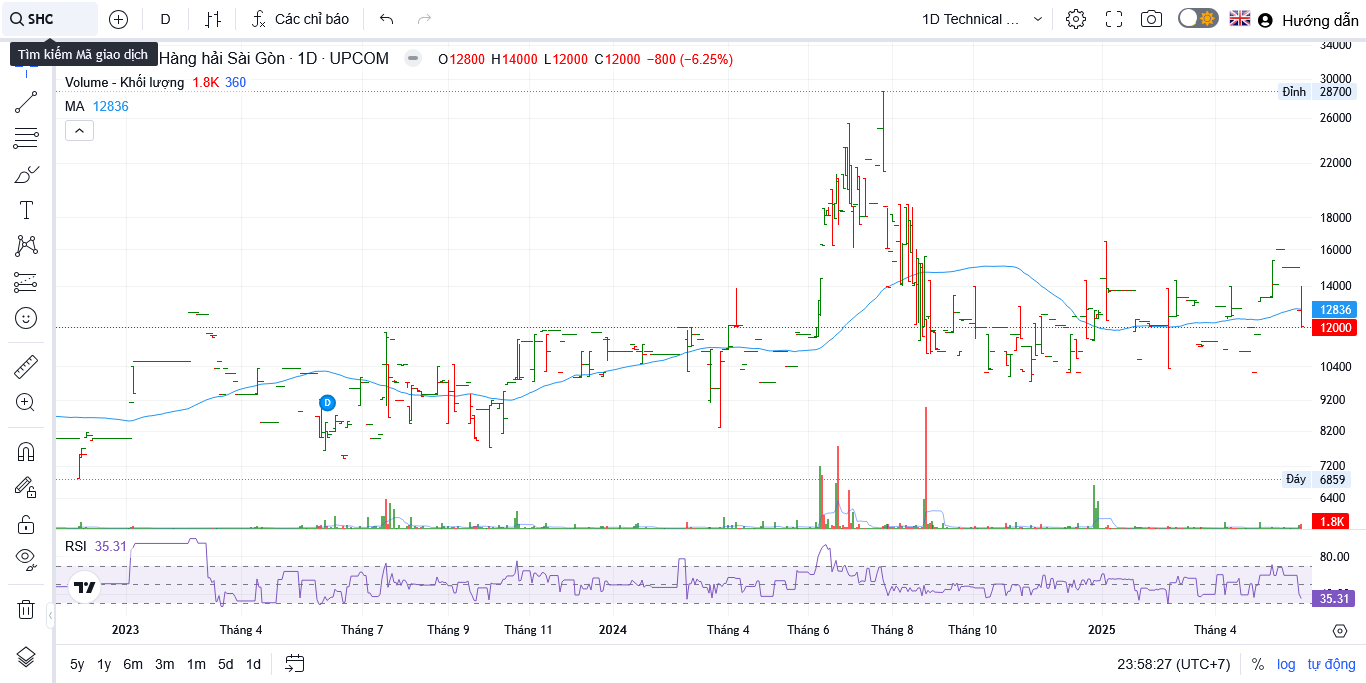 SHC
D
Các chỉ báo
1D Technical ...
Hướng dẫn
Tìm kiếm Mã giao dịch
Hàng hải Sài Gòn · 1D · UPCOM
O12800 H14000 L12000 C12000 −800 (−6.25%)
Volume - Khối lượng 1.8K 360
MA 12836
34000
30000
Đỉnh 28700
26000
22000
18000
16000
14000
12836
12000
10400
9200
8200
7200
Đáy 6859
6400
1.8K
D
RSI 35.31
80.00
35.31
2023
Tháng 4
Tháng 7
Tháng 9
Tháng 11
2024
Tháng 4
Tháng 6
Tháng 8
Tháng 10
2025
Tháng 4
5y 1y 6m 3m 1m 5d 1d
23:58:27 (UTC+7)
% log tự động